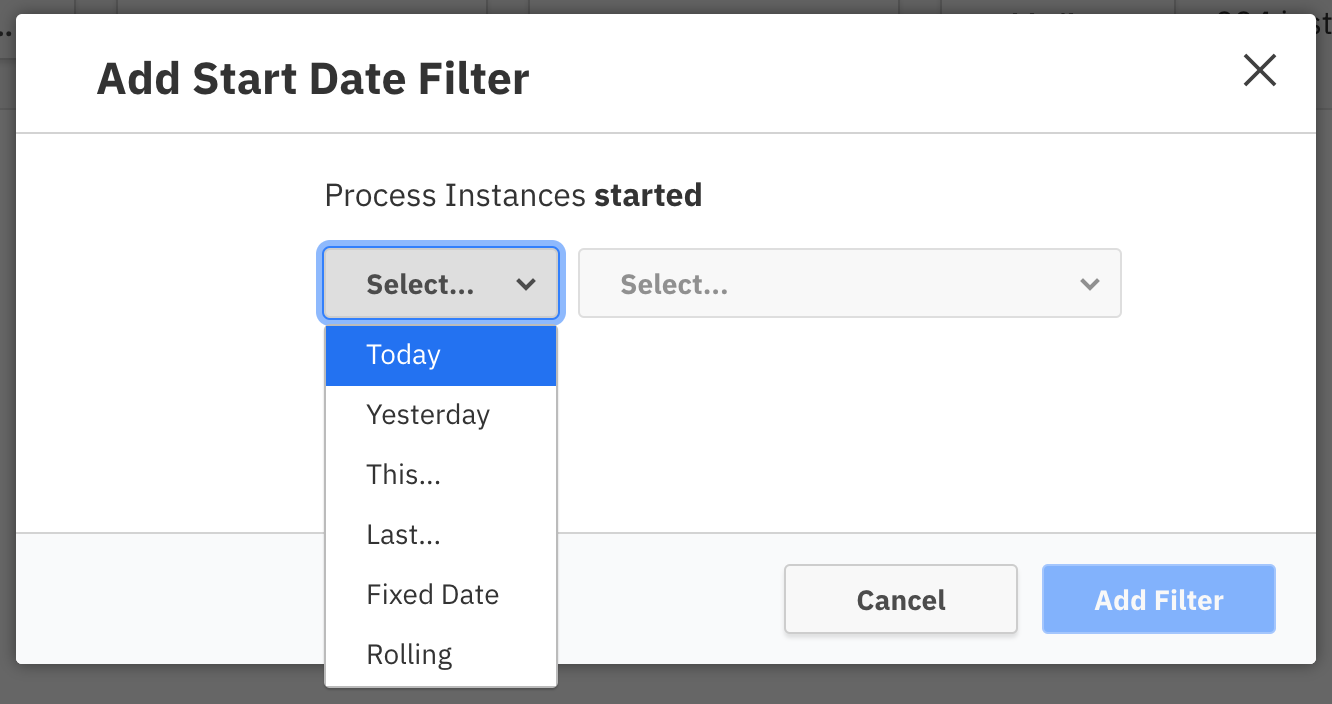 Add Start Date Filter
Process Instances started
Select... Select...
Today
Yesterday
This...
Last...
Fixed Date
Rolling
Cancel Add Filter